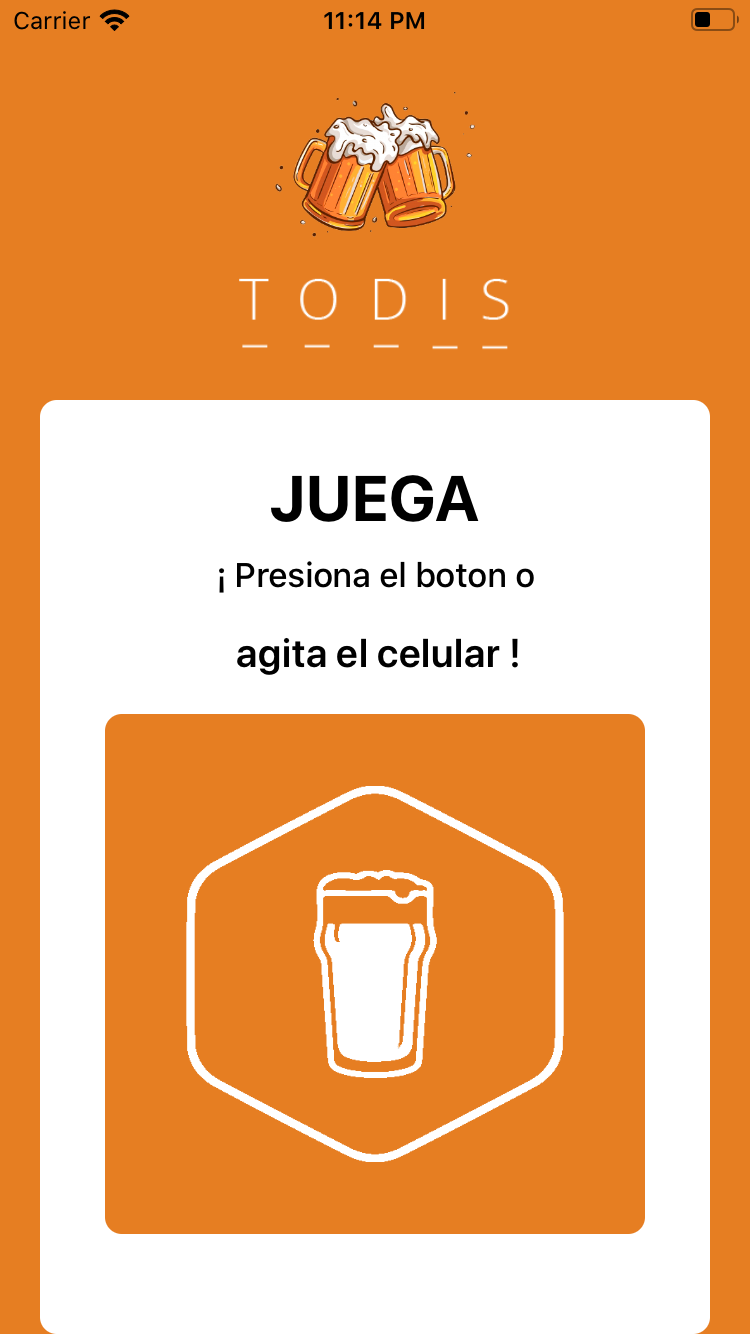 Carrier 11:14 PM
TODIS
JUEGA
¡ Presiona el boton o
agita el celular !